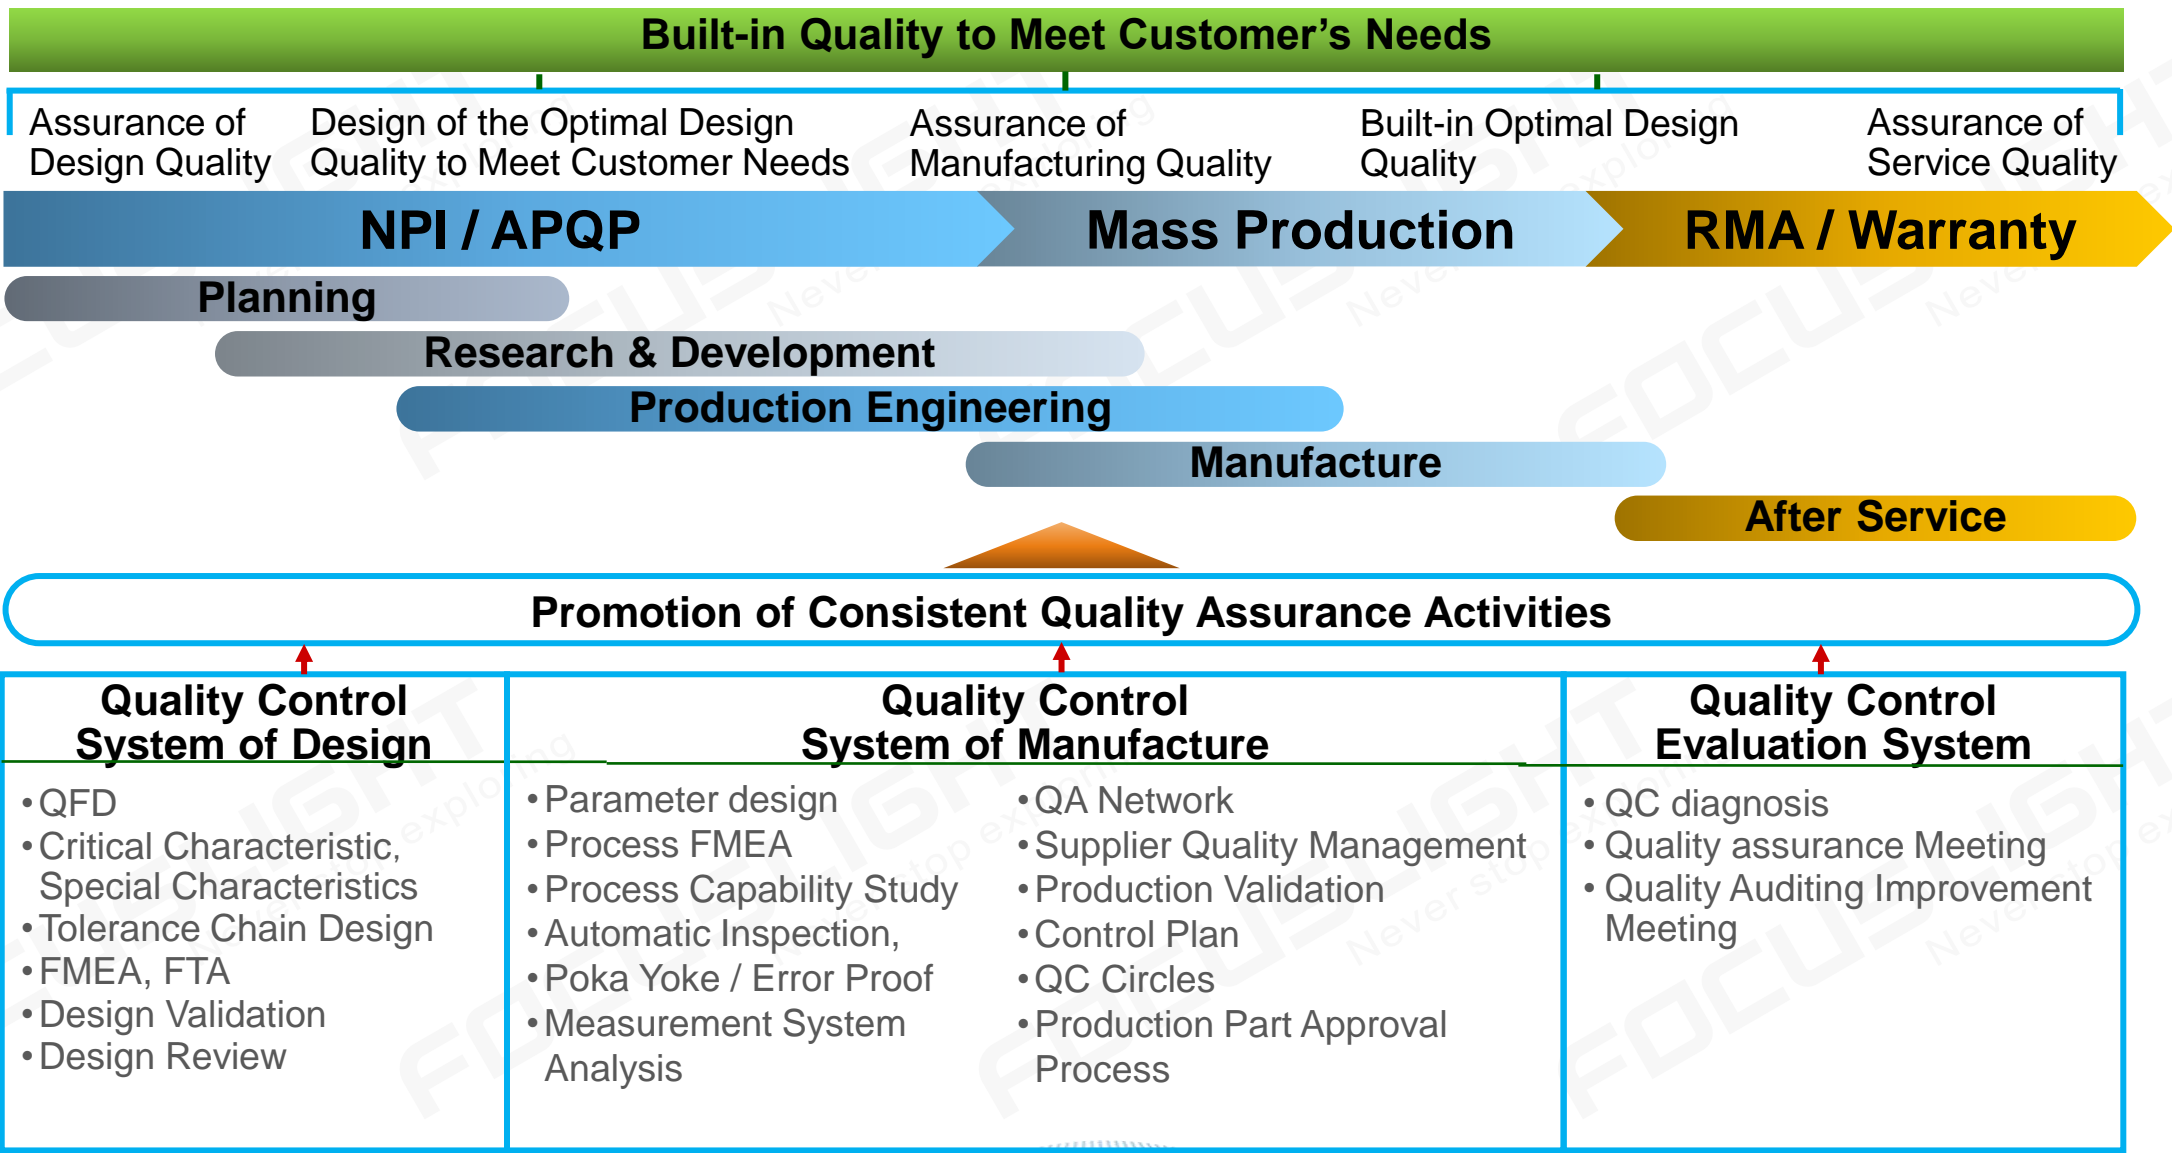 Built-in Quality to Meet Customer’s Needs
Assurance of
Design Quality
Design of the Optimal Design
Quality to Meet Customer Needs
Assurance of
Manufacturing Quality
Built-in Optimal Design
Quality
Assurance of
Service Quality
NPI / APQP
Mass Production
RMA / Warranty
Planning
Research & Development
Production Engineering
Manufacture
After Service
Promotion of Consistent Quality Assurance Activities
Quality Control
System of Design
•QFD
•Critical Characteristic,
Special Characteristics
•Tolerance Chain Design
•FMEA, FTA
•Design Validation
•Design Review
Quality Control
System of Manufacture
•Parameter design
•Process FMEA
•Process Capability Study
•Automatic Inspection,
•Poka Yoke / Error Proof
•Measurement System
Analysis
•QA Network
•Supplier Quality Management
•Production Validation
•Control Plan
•QC Circles
•Production Part Approval
Process
Quality Control
Evaluation System
• QC diagnosis
• Quality assurance Meeting
• Quality Auditing Improvement
Meeting
FOCUSLIGHT
Never stop exploring